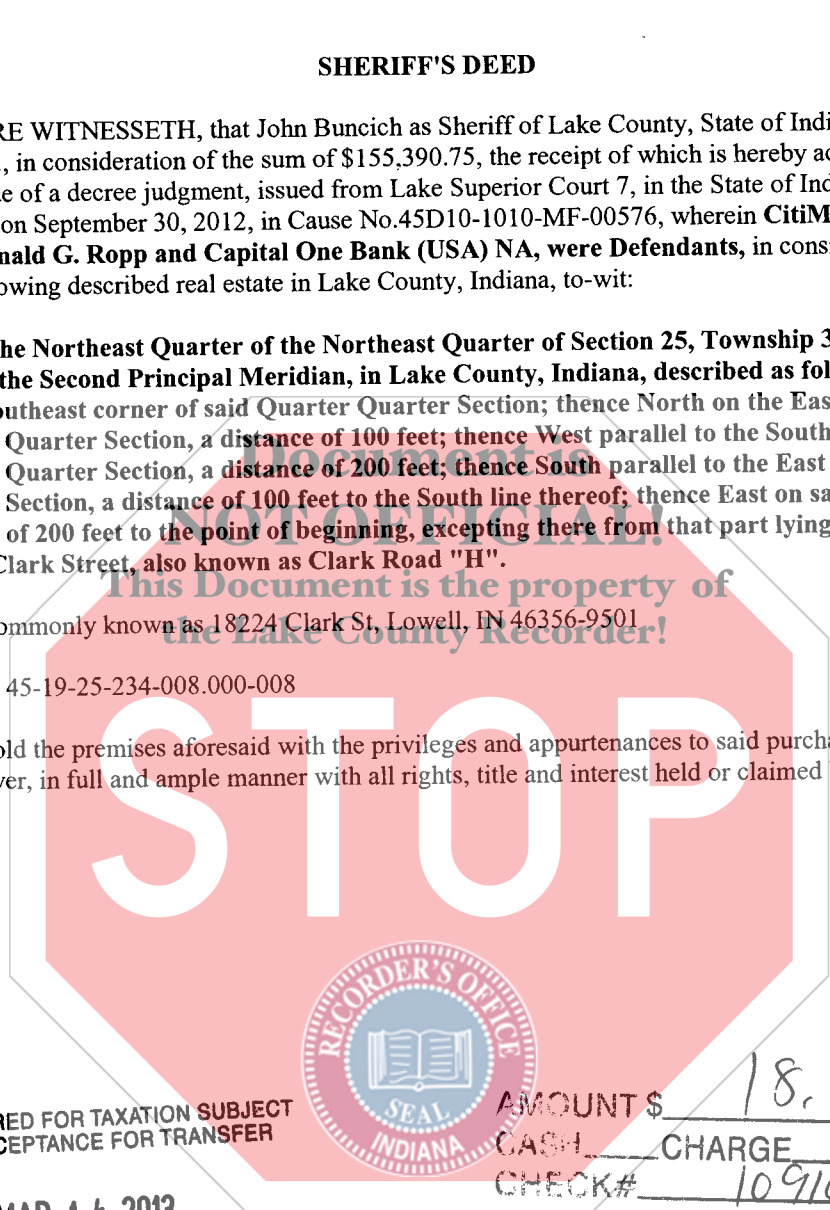 SHERIFF'S DEED
RE WITNESSETH, that John Buncich as Sheriff of Lake County, State of Indi
., in consideration of the sum of $155,390.75, the receipt of which is hereby ac
e of a decree judgment, issued from Lake Superior Court 7, in the State of Ind
on September 30, 2012, in Cause No.45D10-1010-MF-00576, wherein CitiM
nald G. Ropp and Capital One Bank (USA) NA, were Defendants, in cons
owing described real estate in Lake County, Indiana, to-wit:
he Northeast Quarter of the Northeast Quarter of Section 25, Township 3
the Second Principal Meridian, in Lake County, Indiana, described as fol
outheast corner of said Quarter Quarter Section; thence North on the Eas
Quarter Section, a distance of 100 feet; thence West parallel to the South
Document is
Quarter Section, a distance of 200 feet; thence South parallel to the East
Section, a distance of 100 feet to the South line thereof; thence East on sa
NOT OFFICIAL!
of 200 feet to the point of beginning, excepting there from that part lying
Clark Street, also known as Clark Road "H".
This Document is the property of
ommonly known as 18224 Clark St, Lowell, IN 46356-9501
the Lake County Recorder!
45-19-25-234-008.000-008
STOP
old the premises aforesaid with the privileges and appurtenances to said purcha
ver, in full and ample manner with all rights, title and interest held or claimed
RECORDER'S OFFICE
SEAL
INDIANA
RED FOR TAXATION SUBJECT
CEPTANCE FOR TRANSFER
AMOUNT $ 18.
CASH CHARGE
CHECK# 10910
2013